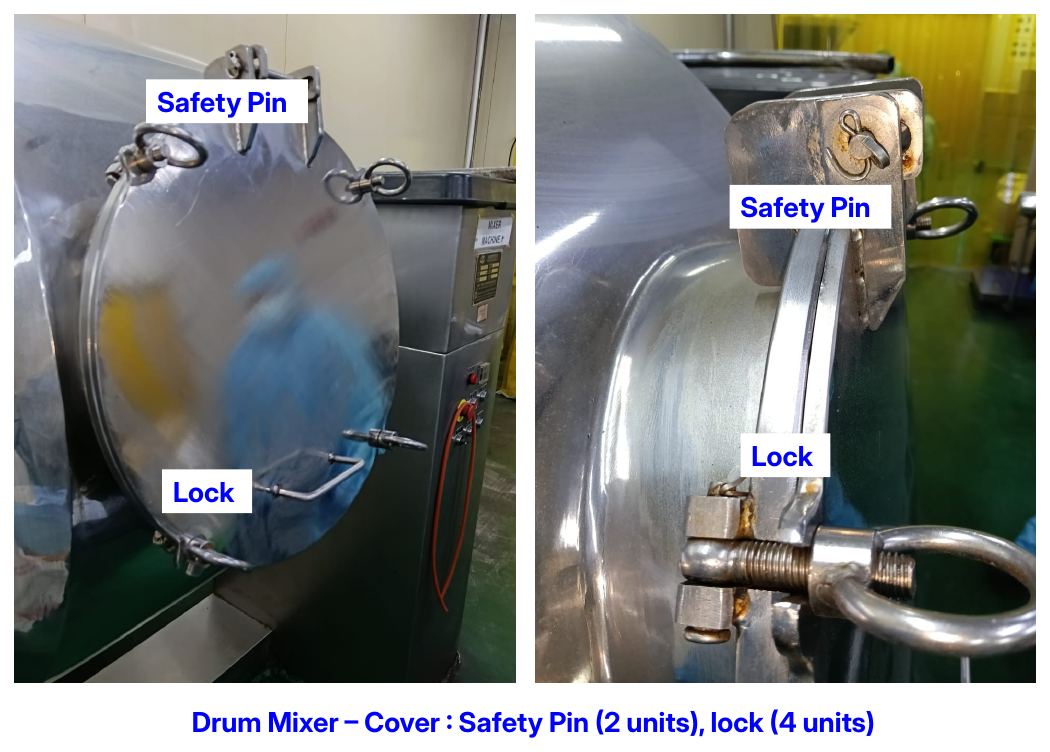 Safety Pin
MIXER
MACHINE
Lock
Safety Pin
Lock
Drum Mixer – Cover : Safety Pin (2 units), lock (4 units)